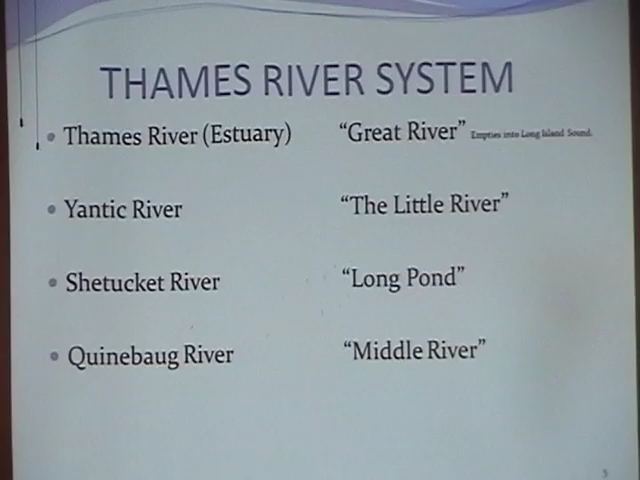 THAMES RIVER SYSTEM
• Thames River (Estuary) “Great River” Empties into Long Island Sound.
• Yantic River “The Little River”
• Shetucket River “Long Pond”
• Quinebaug River “Middle River”
3